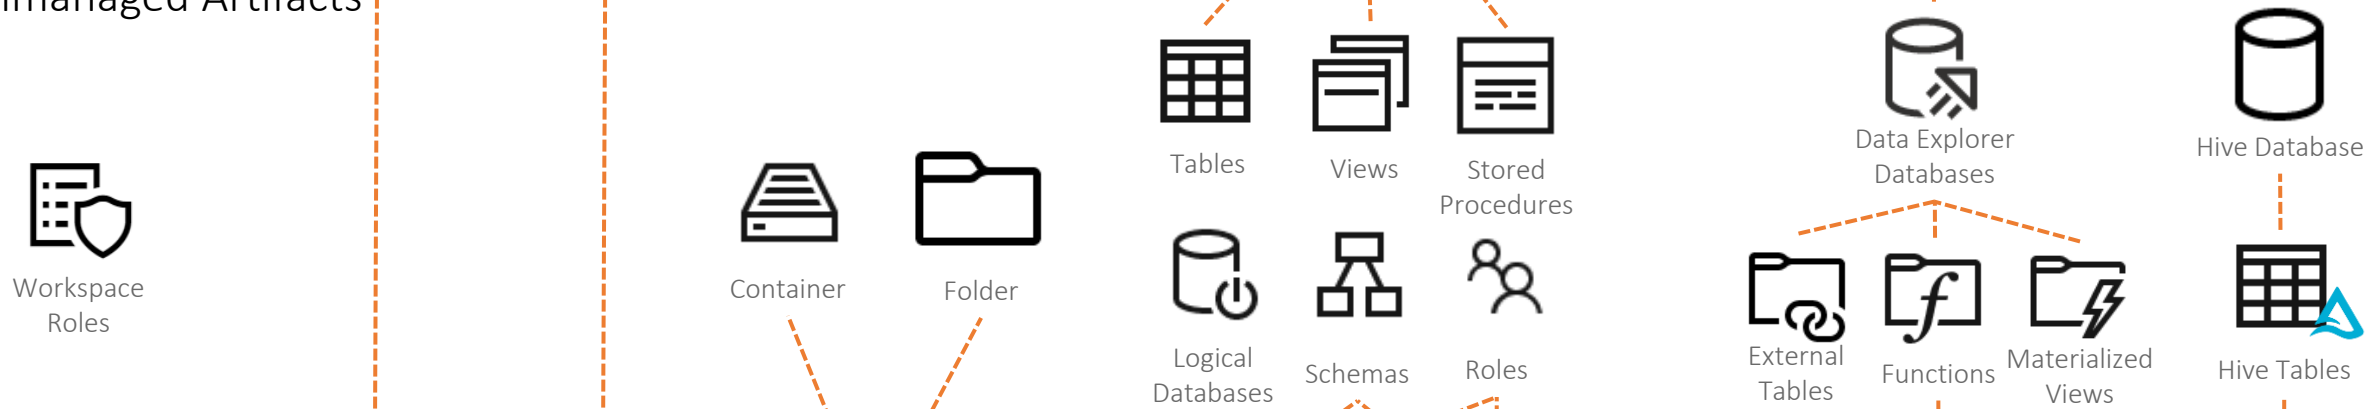 Artifacts
Workspace
Roles
Container
Folder
Tables
Views
Stored
Procedures
Logical
Databases
Schemas
Roles
Data Explorer
Databases
External
Tables
Functions
Materialized
Views
Hive Database
Hive Tables